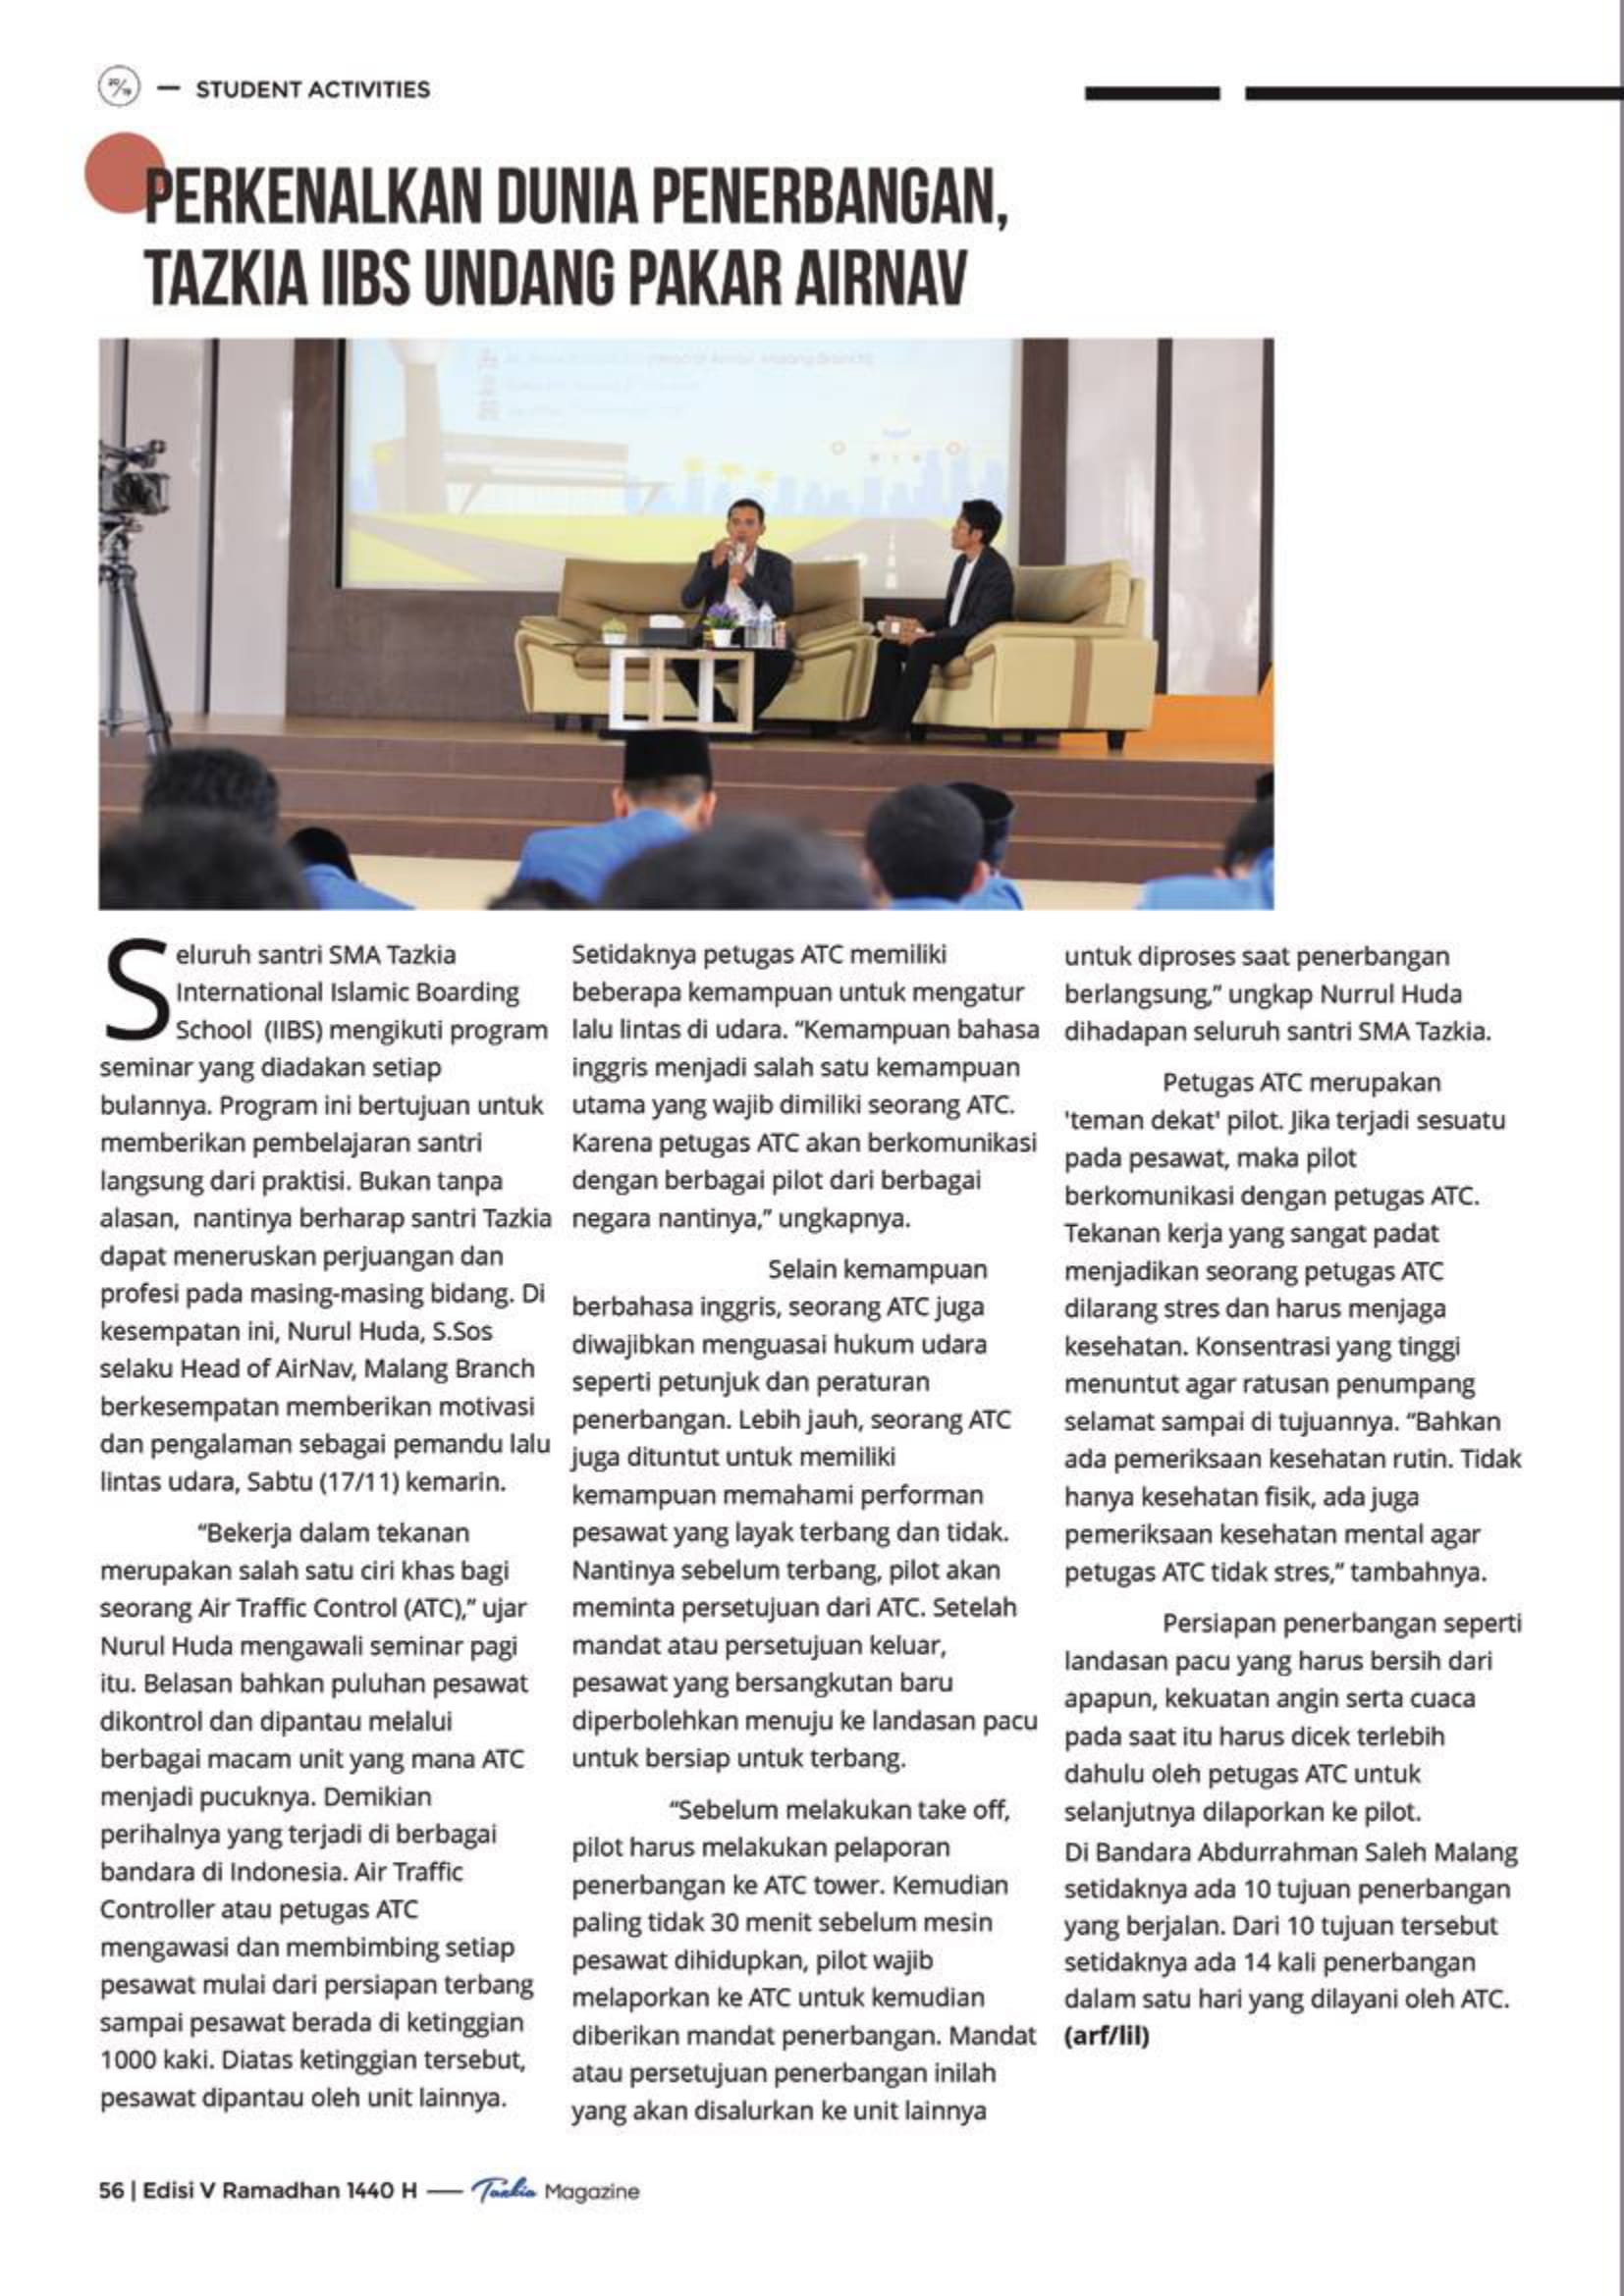 20/19 — STUDENT ACTIVITIES
PERKENALKAN DUNIA PENERBANGAN,
TAZKIA IIBS UNDANG PAKAR AIRNAV
Seluruh santri SMA Tazkia
International Islamic Boarding
School (IIBS) mengikuti program
seminar yang diadakan setiap
bulannya. Program ini bertujuan untuk
memberikan pembelajaran santri
langsung dari praktisi. Bukan tanpa
alasan, nantinya berharap santri Tazkia
dapat meneruskan perjuangan dan
profesi pada masing-masing bidang. Di
kesempatan ini, Nurul Huda, S.Sos
selaku Head of AirNav, Malang Branch
berkesempatan memberikan motivasi
dan pengalaman sebagai pemandu lalu
lintas udara, Sabtu (17/11) kemarin.
“Bekerja dalam tekanan
merupakan salah satu ciri khas bagi
seorang Air Traffic Control (ATC),” ujar
Nurul Huda mengawali seminar pagi
itu. Belasan bahkan puluhan pesawat
dikontrol dan dipantau melalui
berbagai macam unit yang mana ATC
menjadi pucuknya. Demikian
perihalnya yang terjadi di berbagai
bandara di Indonesia. Air Traffic
Controller atau petugas ATC
mengawasi dan membimbing setiap
pesawat mulai dari persiapan terbang
sampai pesawat berada di ketinggian
1000 kaki. Diatas ketinggian tersebut,
pesawat dipantau oleh unit lainnya.
Setidaknya petugas ATC memiliki
beberapa kemampuan untuk mengatur
lalu lintas di udara. “Kemampuan bahasa
inggris menjadi salah satu kemampuan
utama yang wajib dimiliki seorang ATC.
Karena petugas ATC akan berkomunikasi
dengan berbagai pilot dari berbagai
negara nantinya,” ungkapnya.
Selain kemampuan
berbahasa inggris, seorang ATC juga
diwajibkan menguasai hukum udara
seperti petunjuk dan peraturan
penerbangan. Lebih jauh, seorang ATC
juga dituntut untuk memiliki
kemampuan memahami performan
pesawat yang layak terbang dan tidak.
Nantinya sebelum terbang, pilot akan
meminta persetujuan dari ATC. Setelah
mandat atau persetujuan keluar,
pesawat yang bersangkutan baru
diperbolehkan menuju ke landasan pacu
untuk bersiap untuk terbang.
“Sebelum melakukan take off,
pilot harus melakukan pelaporan
penerbangan ke ATC tower. Kemudian
paling tidak 30 menit sebelum mesin
pesawat dihidupkan, pilot wajib
melaporkan ke ATC untuk kemudian
diberikan mandat penerbangan. Mandat
atau persetujuan penerbangan inilah
yang akan disalurkan ke unit lainnya
untuk diproses saat penerbangan
berlangsung,” ungkap Nurrul Huda
dihadapan seluruh santri SMA Tazkia.
Petugas ATC merupakan
'teman dekat' pilot. Jika terjadi sesuatu
pada pesawat, maka pilot
berkomunikasi dengan petugas ATC.
Tekanan kerja yang sangat padat
menjadikan seorang petugas ATC
dilarang stres dan harus menjaga
kesehatan. Konsentrasi yang tinggi
menuntut agar ratusan penumpang
selamat sampai di tujuannya. “Bahkan
ada pemeriksaan kesehatan rutin. Tidak
hanya kesehatan fisik, ada juga
pemeriksaan kesehatan mental agar
petugas ATC tidak stres,” tambahnya.
Persiapan penerbangan seperti
landasan pacu yang harus bersih dari
apapun, kekuatan angin serta cuaca
pada saat itu harus dicek terlebih
dahulu oleh petugas ATC untuk
selanjutnya dilaporkan ke pilot.
Di Bandara Abdurrahman Saleh Malang
setidaknya ada 10 tujuan penerbangan
yang berjalan. Dari 10 tujuan tersebut
setidaknya ada 14 kali penerbangan
dalam satu hari yang dilayani oleh ATC.
(arf/lil)
56 | Edisi V Ramadhan 1440 H — Tazkia Magazine